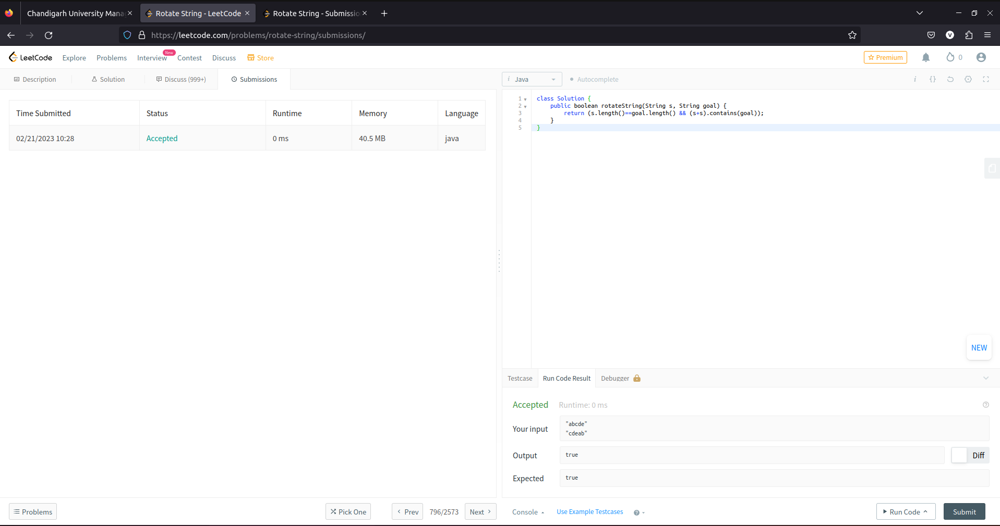 Chandigarh University Mana
Rotate String - LeetCode
Rotate String - Submissio
https://leetcode.com/problems/rotate-string/submissions/
V
LeetCode
Explore
Problems
Interview
New
Contest
Discuss
Store
Premium
0
Description
Solution
Discuss (999+)
Submissions
Time Submitted Status Runtime Memory Language
02/21/2023 10:28 Accepted 0 ms 40.5 MB java
i Java
Autocomplete
i {}
1 class Solution {
2 public boolean rotateString(String s, String goal) {
3 return (s.length()==goal.length() && (s+s).contains(goal));
4 }
5 }
NEW
Testcase
Run Code Result
Debugger
Accepted Runtime: 0 ms
?
Your input
"abcde"
"cdeab"
Output
true
Diff
Expected
true
Problems
Pick One
Prev
796/2573
Next
Console
Use Example Testcases
?
Run Code
Submit